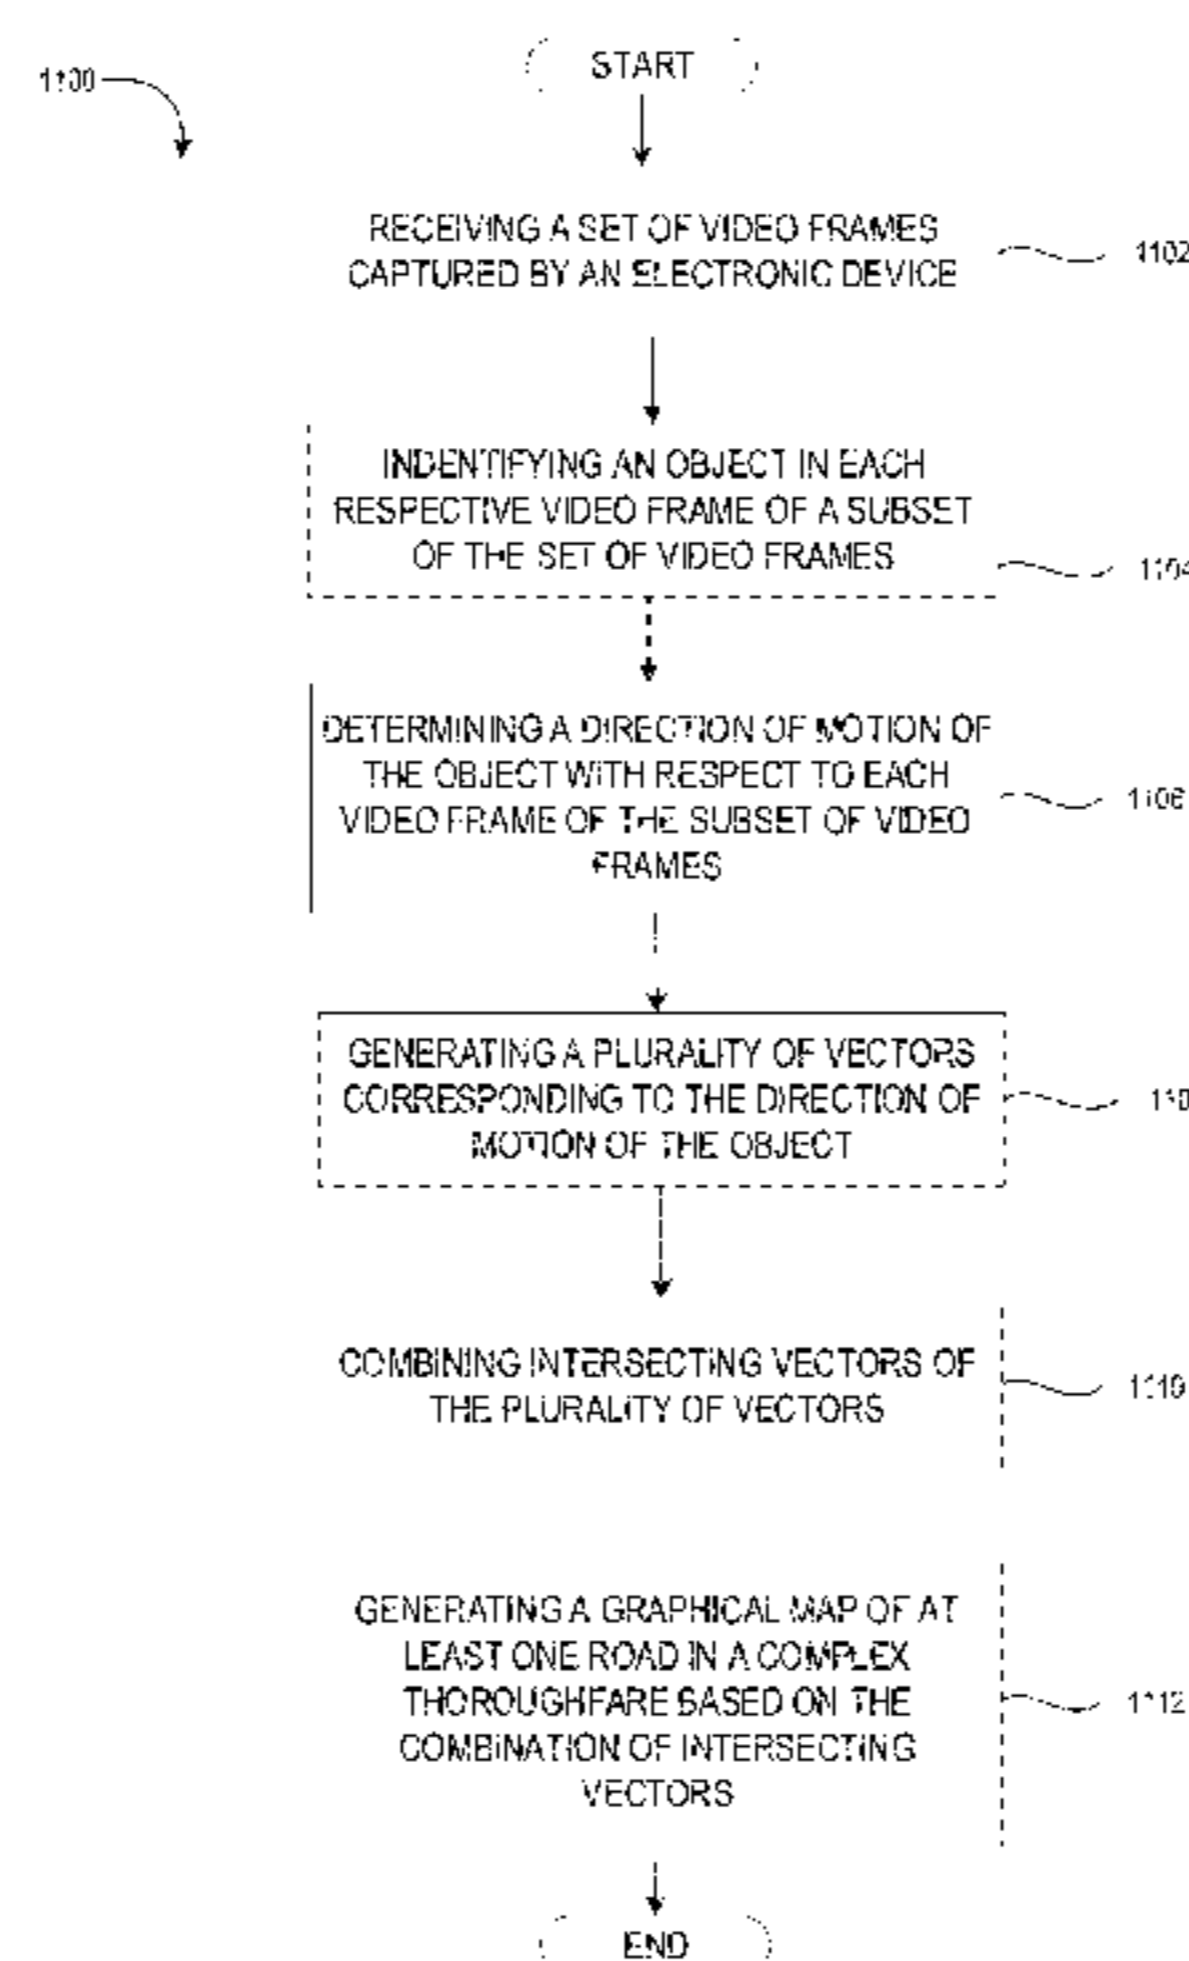 1100
START
RECEIVING A SET OF VIDEO FRAMES
CAPTURED BY AN ELECTRONIC DEVICE
1102
INDENTIFYING AN OBJECT IN EACH
RESPECTIVE VIDEO FRAME OF A SUBSET
OF THE SET OF VIDEO FRAMES
1104
DETERMINING A DIRECTION OF MOTION OF
THE OBJECT WITH RESPECT TO EACH
VIDEO FRAME OF THE SUBSET OF VIDEO
FRAMES
1106
GENERATING A PLURALITY OF VECTORS
CORRESPONDING TO THE DIRECTION OF
MOTION OF THE OBJECT
COMBINING INTERSECTING VECTORS OF
THE PLURALITY OF VECTORS
1110
GENERATING A GRAPHICAL MAP OF AT
LEAST ONE ROAD IN A COMPLEX
THOROUGHFARE BASED ON THE
COMBINATION OF INTERSECTING
VECTORS
1112
END